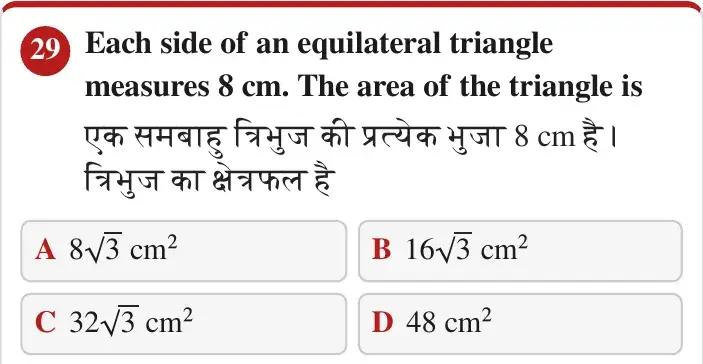 29 Each side of an equilateral triangle
measures 8 cm. The area of the triangle is
एक समबाहु त्रिभुज की प्रत्येक भुजा 8 cm है।
त्रिभुज का क्षेत्रफल है
A 8√3 cm²
B 16√3 cm²
C 32√3 cm²
D 48 cm²